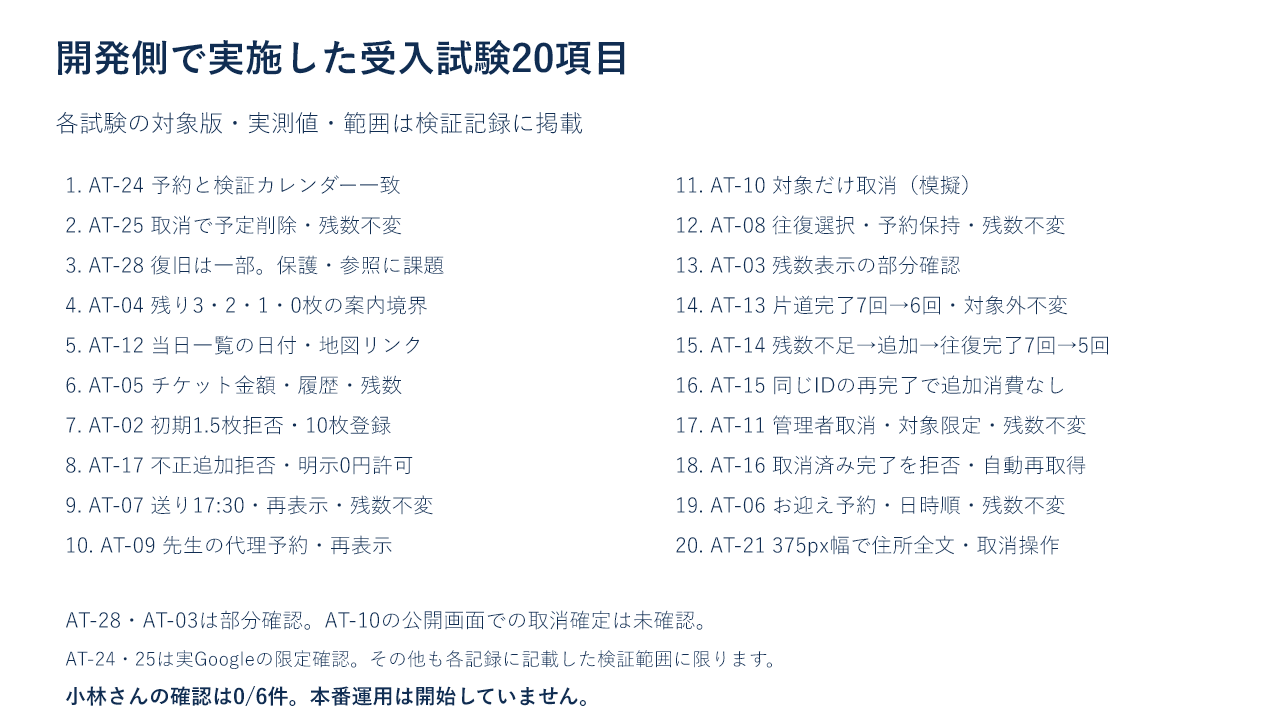 開発側で実施した受入試験20項目
各試験の対象版・実測値・範囲は検証記録に掲載
1. AT-24 予約と検証カレンダー一致
2. AT-25 取消で予定削除・残数不変
3. AT-28 復旧は一部。保護・参照に課題
4. AT-04 残り3・2・1・0枚の案内境界
5. AT-12 当日一覧の日付・地図リンク
6. AT-05 チケット金額・履歴・残数
7. AT-02 初期1.5枚拒否・10枚登録
8. AT-17 不正追加拒否・明示0円許可
9. AT-07 送り17:30・再表示・残数不変
10. AT-09 先生の代理予約・再表示
11. AT-10 対象だけ取消（模擬）
12. AT-08 往復選択・予約保持・残数不変
13. AT-03 残数表示の部分確認
14. AT-13 片道完了7回→6回・対象外不変
15. AT-14 残数不足→追加→往復完了7回→5回
16. AT-15 同じIDの再完了で追加消費なし
17. AT-11 管理者取消・対象限定・残数不変
18. AT-16 取消済み完了を拒否・自動再取得
19. AT-06 お迎え予約・日時順・残数不変
20. AT-21 375px幅で住所全文・取消操作
AT-28・AT-03は部分確認。AT-10の公開画面での取消確定は未確認。
AT-24・25は実Googleの限定確認。その他も各記録に記載した検証範囲に限ります。
小林さんの確認は0/6件。本番運用は開始していません。